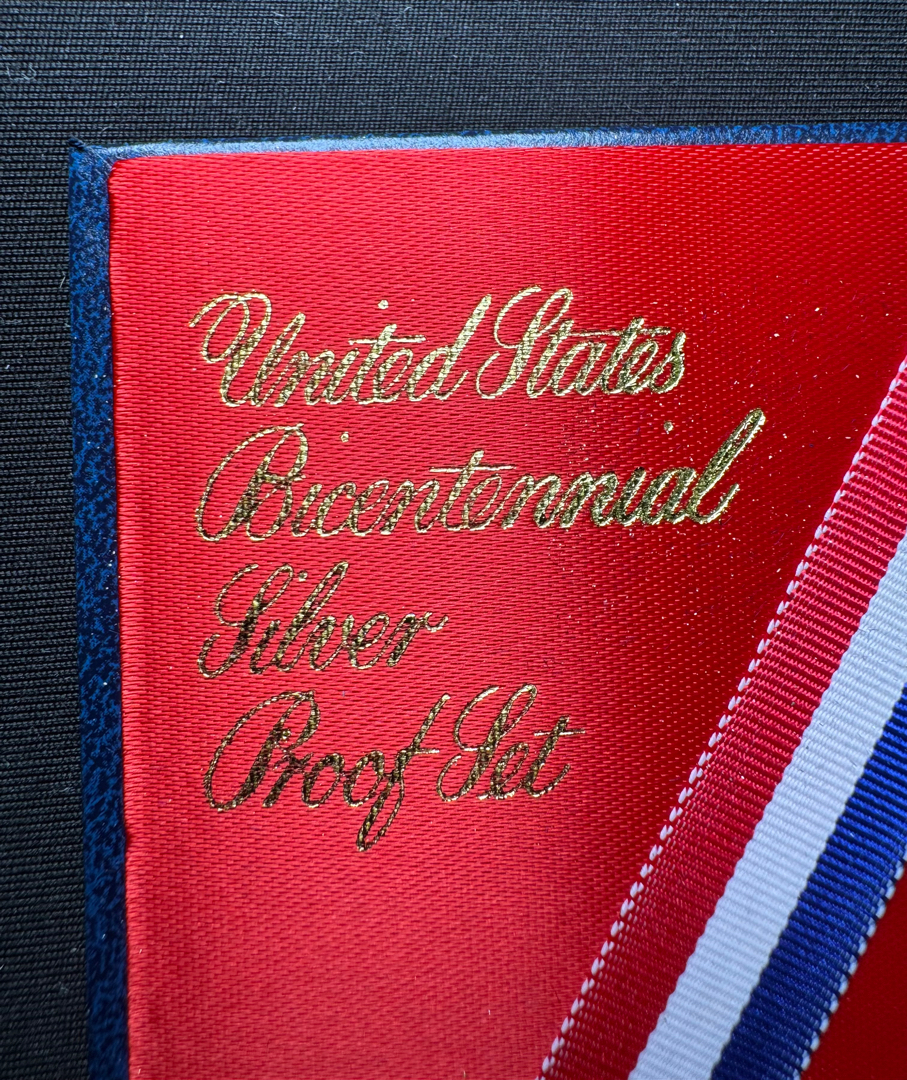 United States
Bicentennial
Silver
Proof Set